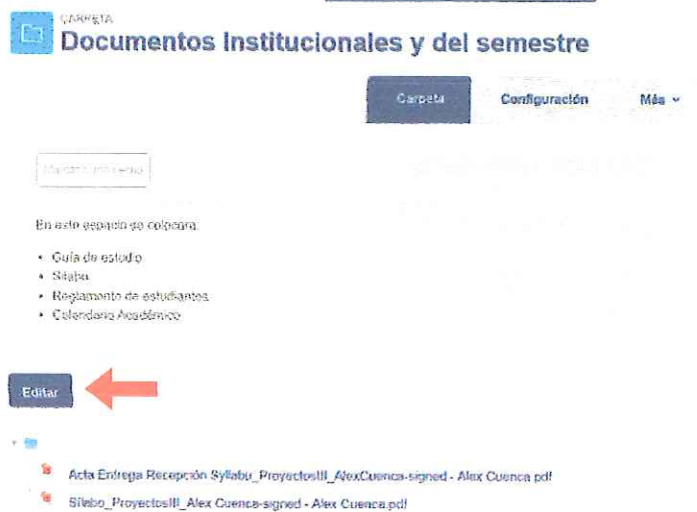 CARPETA
Documentos Institucionales y del semestre
Carpeta Configuración Más
En este espacio se colocara:
Guía de estudio
Sílabo
Reglamento de estudiantes
Calendario Académico
Editar
Acta Entrega Recepción Syllabu_ProyectosIII_AlexCuenca-signed - Alex Cuenca.pdf
Sílabo_ProyectosIII_Alex Cuenca-signed - Alex Cuenca.pdf